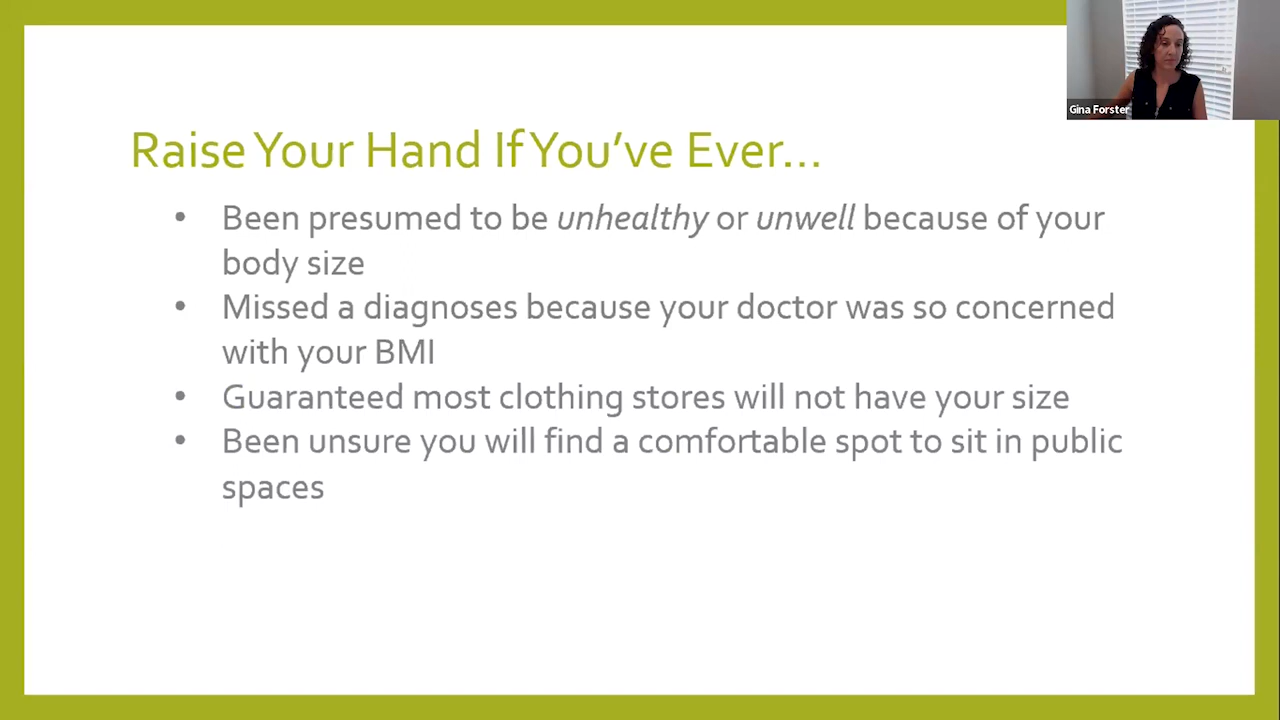 Gina Forster
Raise Your Hand If You’ve Ever...
• Been presumed to be unhealthy or unwell because of your
body size
• Missed a diagnoses because your doctor was so concerned
with your BMI
• Guaranteed most clothing stores will not have your size
• Been unsure you will find a comfortable spot to sit in public
spaces